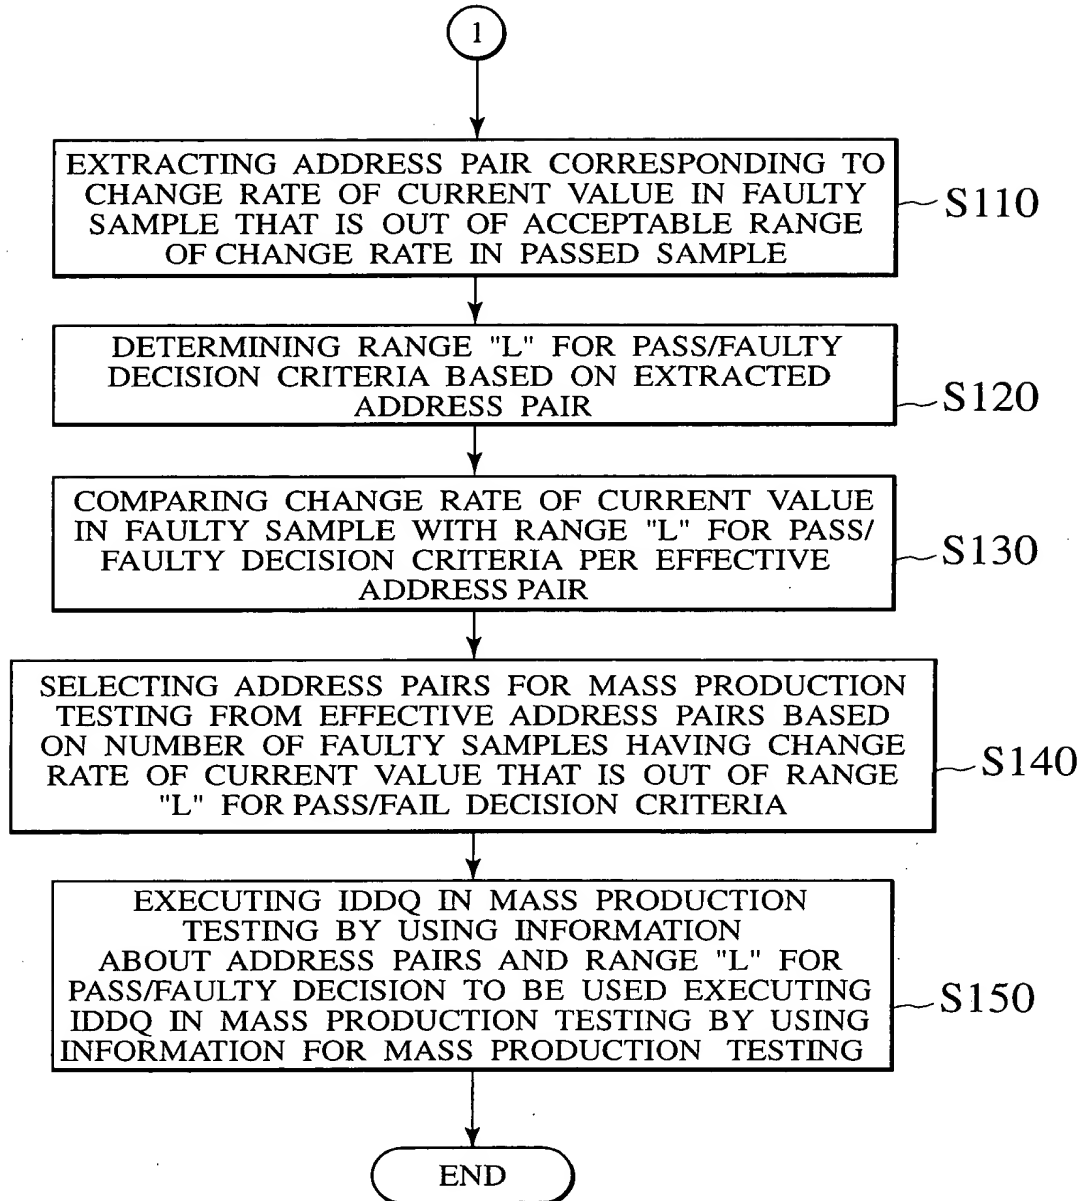 1
EXTRACTING ADDRESS PAIR CORRESPONDING TO
CHANGE RATE OF CURRENT VALUE IN FAULTY
SAMPLE THAT IS OUT OF ACCEPTABLE RANGE
OF CHANGE RATE IN PASSED SAMPLE
S110
DETERMINING RANGE "L" FOR PASS/FAULTY
DECISION CRITERIA BASED ON EXTRACTED
ADDRESS PAIR
S120
COMPARING CHANGE RATE OF CURRENT VALUE
IN FAULTY SAMPLE WITH RANGE "L" FOR PASS/
FAULTY DECISION CRITERIA PER EFFECTIVE
ADDRESS PAIR
S130
SELECTING ADDRESS PAIRS FOR MASS PRODUCTION
TESTING FROM EFFECTIVE ADDRESS PAIRS BASED
ON NUMBER OF FAULTY SAMPLES HAVING CHANGE
RATE OF CURRENT VALUE THAT IS OUT OF RANGE
"L" FOR PASS/FAIL DECISION CRITERIA
S140
EXECUTING IDDQ IN MASS PRODUCTION
TESTING BY USING INFORMATION
ABOUT ADDRESS PAIRS AND RANGE "L" FOR
PASS/FAULTY DECISION TO BE USED EXECUTING
IDDQ IN MASS PRODUCTION TESTING BY USING
INFORMATION FOR MASS PRODUCTION TESTING
S150
END